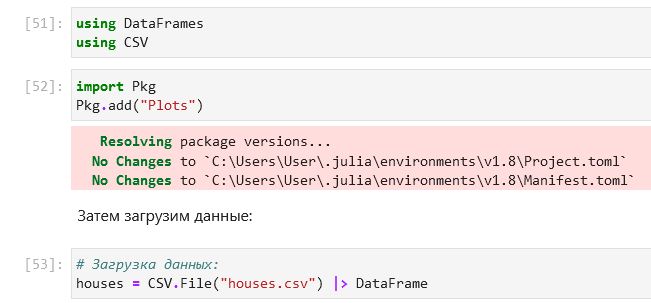 [51]: using DataFrames
using CSV
[52]: import Pkg
Pkg.add("Plots")
Resolving package versions...
No Changes to `C:\Users\User\.julia\environments\v1.8\Project.toml`
No Changes to `C:\Users\User\.julia\environments\v1.8\Manifest.toml`
Затем загрузим данные:
[53]: # Загрузка данных:
houses = CSV.File("houses.csv") |> DataFrame